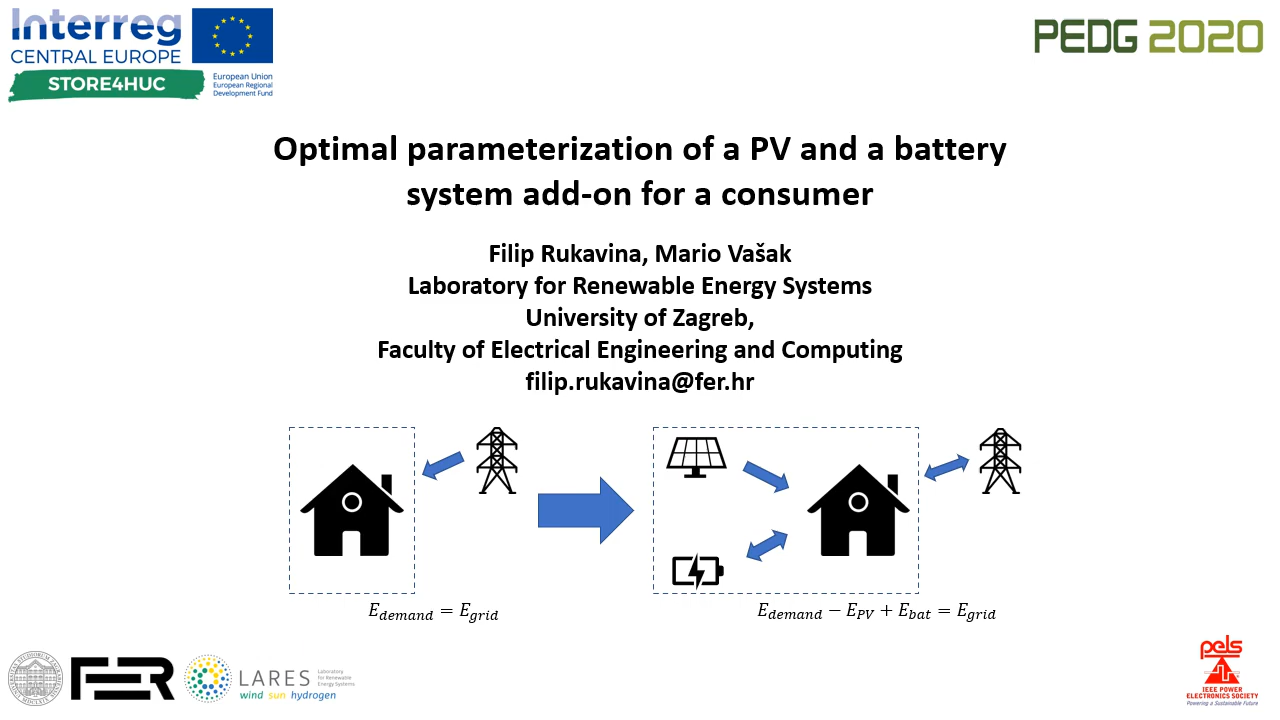 Interreg
CENTRAL EUROPE
STORE4HUC
European Union
European Regional
Development Fund
PEDG 2020
Optimal parameterization of a PV and a battery
system add-on for a consumer
Filip Rukavina, Mario Vašak
Laboratory for Renewable Energy Systems
University of Zagreb,
Faculty of Electrical Engineering and Computing
filip.rukavina@fer.hr
E_demand = E_grid
E_demand − E_PV + E_bat = E_grid
FER
LARES
Laboratory
for Renewable
Energy Systems
wind sun hydrogen
pels
IEEE POWER
ELECTRONICS SOCIETY
Powering a Sustainable Future